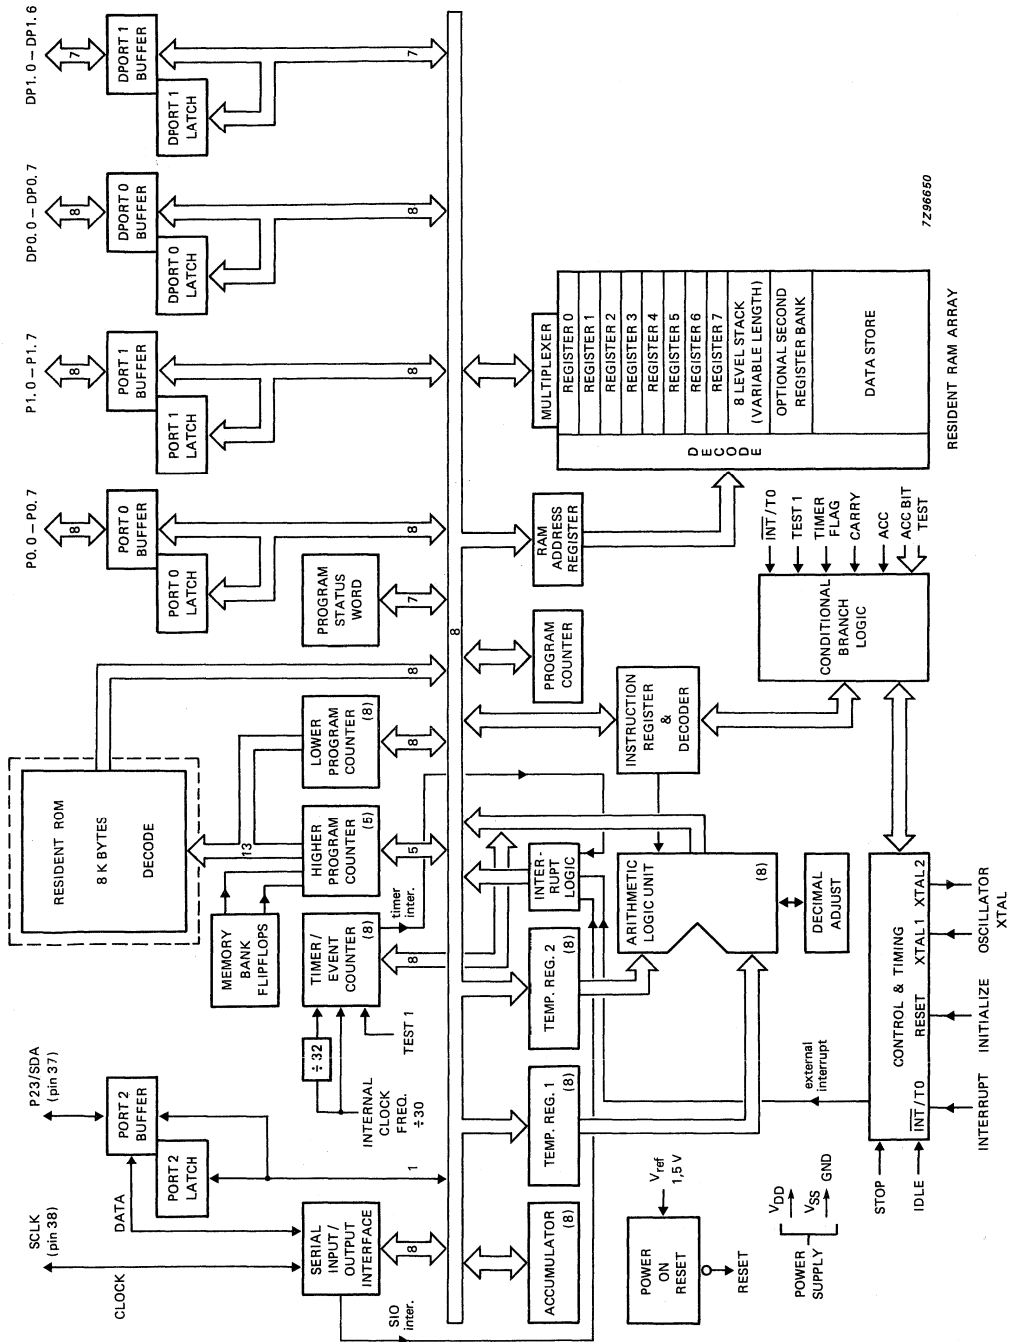 SCLK
(pin 38)
P23/SDA
(pin 37)
P0.0 – P0.7
P1.0 – P1.7
DP0.0 – DP0.7
DP1.0 – DP1.6
CLOCK
DATA
8
8
8
7
PORT 2
BUFFER
PORT 2
LATCH
PORT 0
BUFFER
PORT 0
LATCH
PORT 1
BUFFER
PORT 1
LATCH
DPORT 0
BUFFER
DPORT 0
LATCH
DPORT 1
BUFFER
DPORT 1
LATCH
RESIDENT ROM
8 K BYTES
DECODE
13
MEMORY
BANK
FLIPFLOPS
SERIAL
INPUT/
OUTPUT
INTERFACE
INTERNAL
CLOCK
FREQ.
÷30
÷ 32
TEST 1
TIMER/
EVENT
COUNTER
(8)
HIGHER
PROGRAM
COUNTER
(5)
LOWER
PROGRAM
COUNTER
(8)
PROGRAM
STATUS
WORD
timer
inter.
SIO
inter.
8
1
8
5
8
8
7
8
8
8
7
8
ACCUMULATOR
(8)
TEMP. REG. 1
(8)
TEMP. REG. 2
(8)
INTER-
RUPT
LOGIC
INSTRUCTION
REGISTER
&
DECODER
PROGRAM
COUNTER
RAM
ADDRESS
REGISTER
MULTIPLEXER
REGISTER 0
REGISTER 1
REGISTER 2
REGISTER 3
REGISTER 4
REGISTER 5
REGISTER 6
REGISTER 7
8 LEVEL STACK
(VARIABLE LENGTH)
OPTIONAL SECOND
REGISTER BANK
DATA STORE
DECODE
RESIDENT RAM ARRAY
ARITHMETIC
LOGIC UNIT
(8)
DECIMAL
ADJUST
POWER
ON
RESET
Vref
1,5 V
RESET
POWER
SUPPLY
VDD
VSS
GND
external
interrupt
CONDITIONAL
BRANCH
LOGIC
INT / T0
TEST 1
TIMER
FLAG
CARRY
ACC
ACC BIT
TEST
STOP
IDLE
CONTROL & TIMING
INT / T0
RESET
XTAL 1
XTAL 2
INTERRUPT
INITIALIZE
OSCILLATOR
XTAL
7Z96650